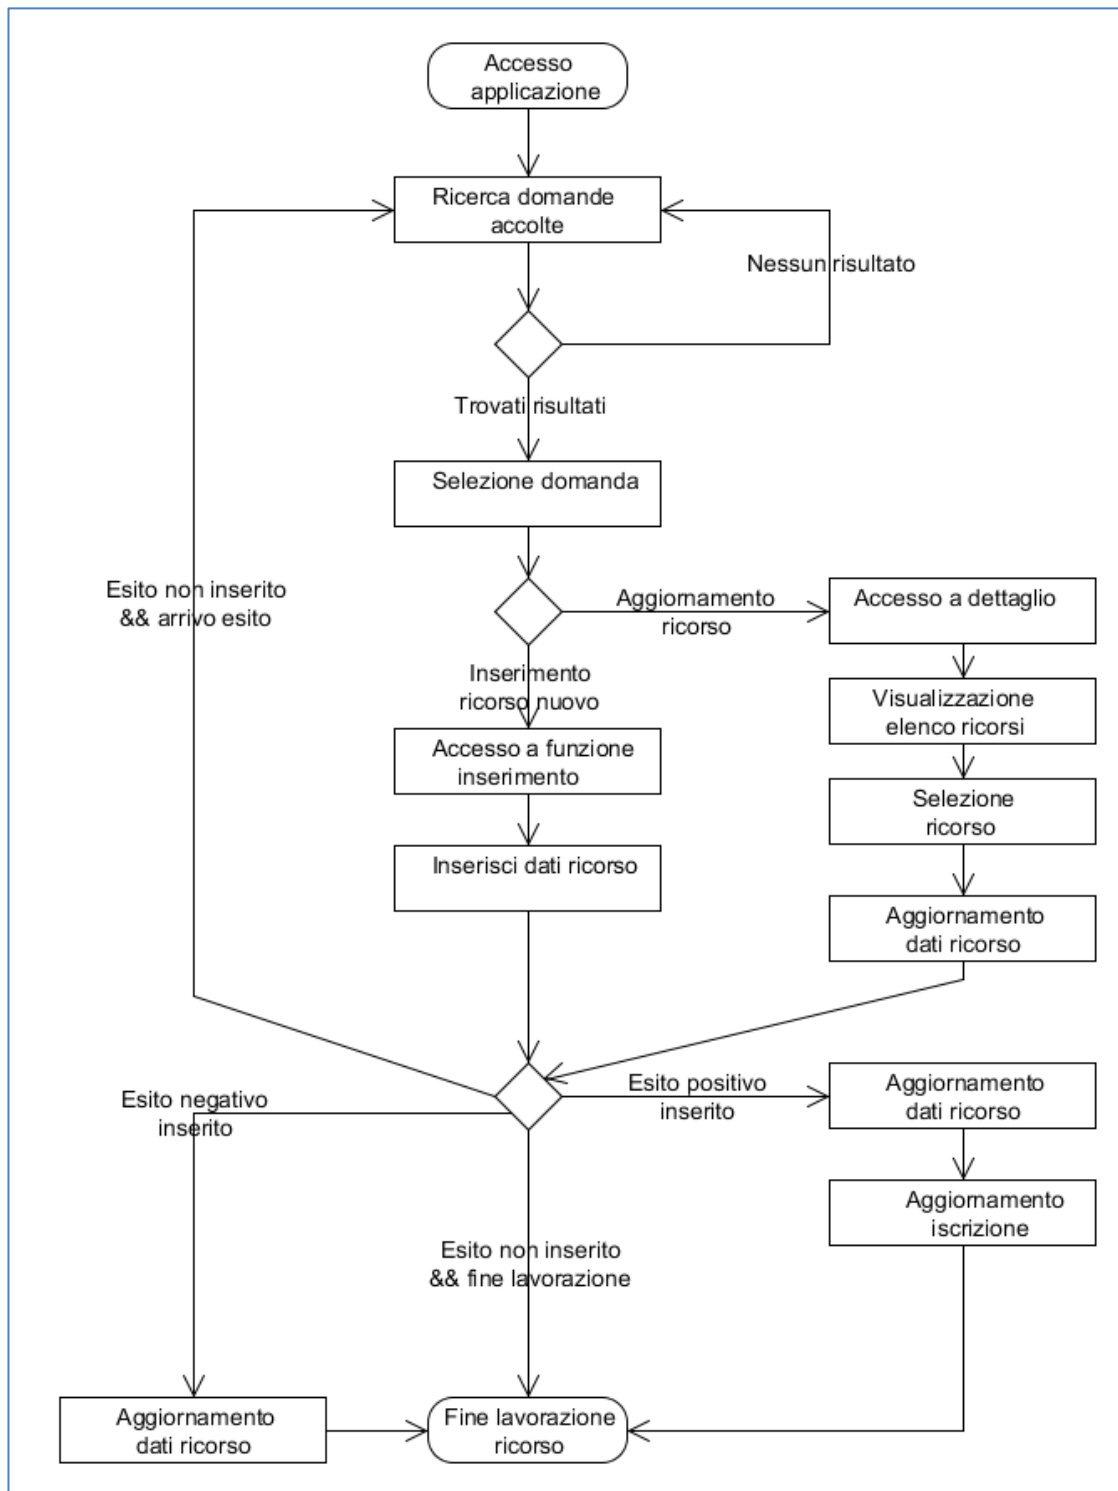 Accesso
applicazione
Ricerca domande
accolte
Nessun risultato
Trovati risultati
Selezione domanda
Esito non inserito
&& arrivo esito
Aggiornamento
ricorso
Accesso a dettaglio
Inserimento
ricorso nuovo
Visualizzazione
elenco ricorsi
Accesso a funzione
inserimento
Selezione
ricorso
Inserisci dati ricorso
Aggiornamento
dati ricorso
Esito negativo
inserito
Esito positivo
inserito
Aggiornamento
dati ricorso
Aggiornamento
iscrizione
Esito non inserito
&& fine lavorazione
Aggiornamento
dati ricorso
Fine lavorazione
ricorso